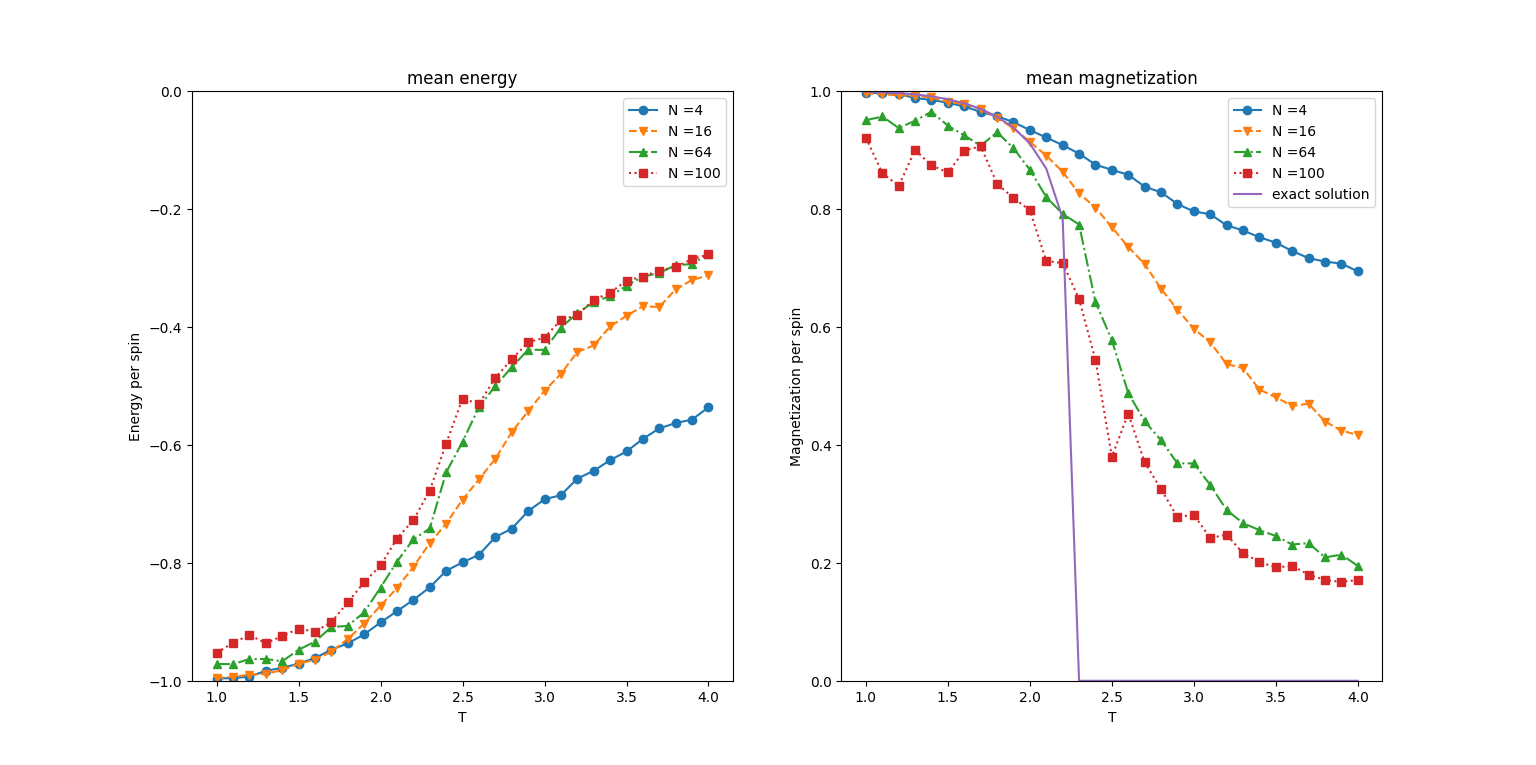 mean energy
Energy per spin
0.0
−0.2
−0.4
−0.6
−0.8
−1.0
1.0
1.5
2.0
2.5
3.0
3.5
4.0
T
N =4
N =16
N =64
N =100
mean magnetization
Magnetization per spin
1.0
0.8
0.6
0.4
0.2
0.0
1.0
1.5
2.0
2.5
3.0
3.5
4.0
T
N =4
N =16
N =64
N =100
exact solution